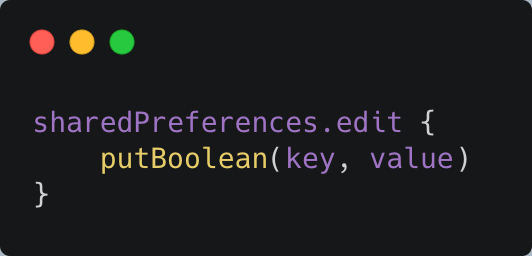 sharedPreferences.edit {
    putBoolean(key, value)
}